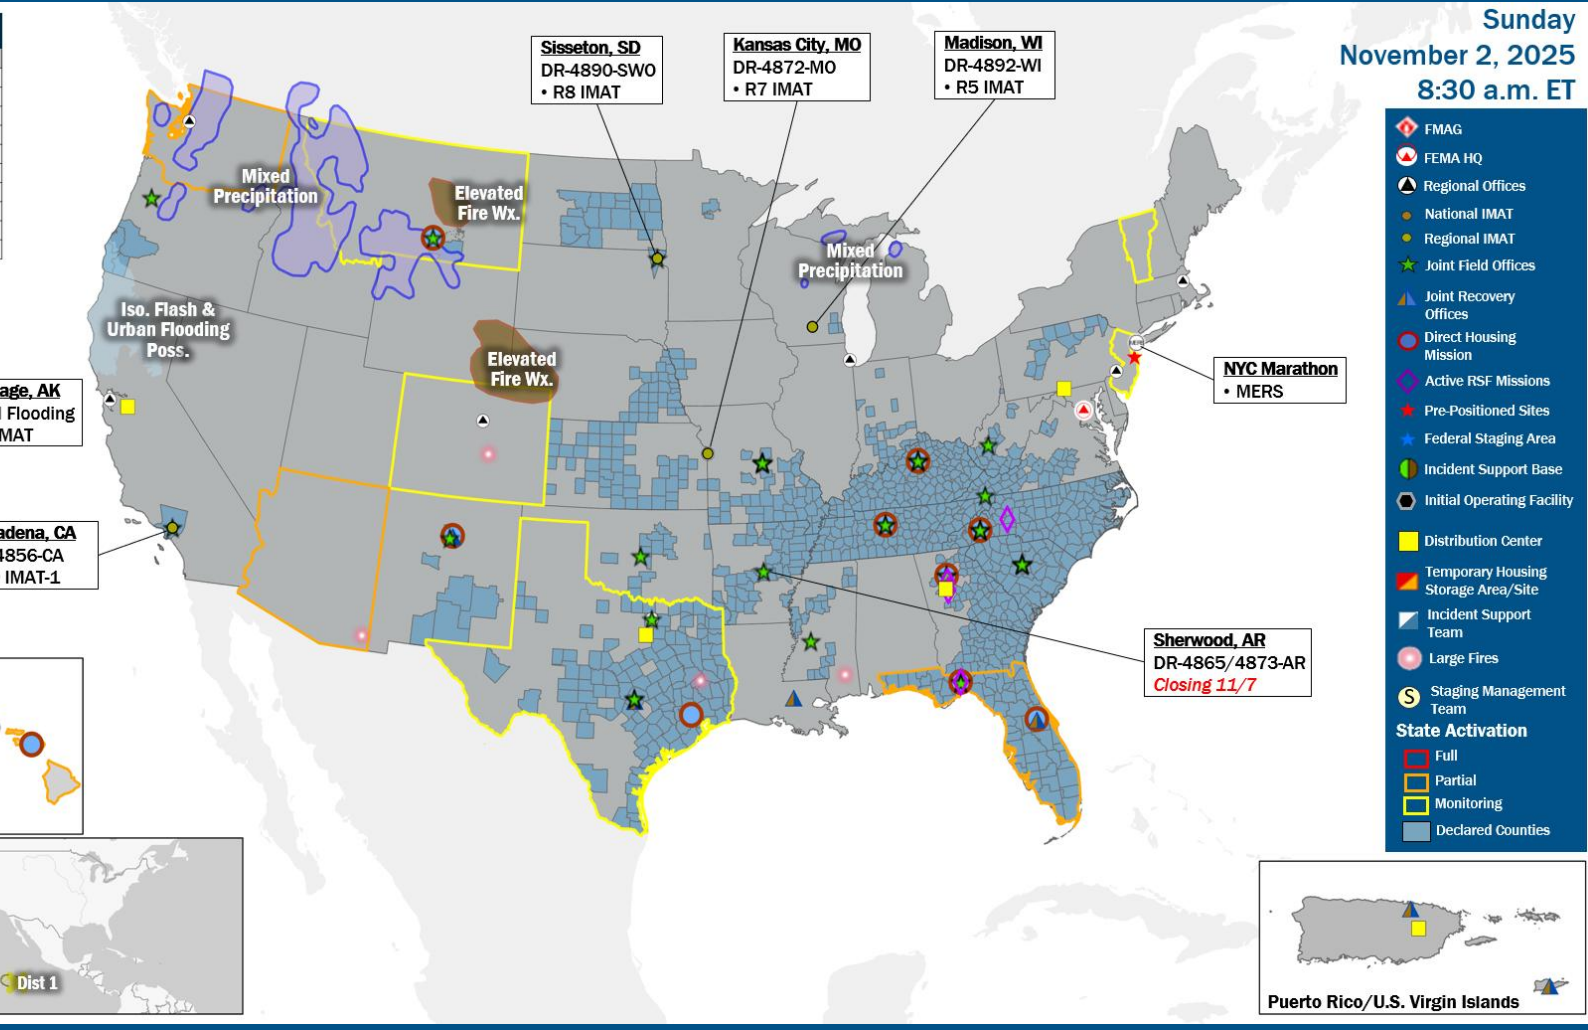 Sunday
November 2, 2025
8:30 a.m. ET
Sisseton, SD
DR-4890-SWO
• R8 IMAT
Kansas City, MO
DR-4872-MO
• R7 IMAT
Madison, WI
DR-4892-WI
• R5 IMAT
Mixed
Precipitation
Elevated
Fire Wx.
Mixed
Precipitation
Iso. Flash &
Urban Flooding
Poss.
Elevated
Fire Wx.
MERS
NYC Marathon
• MERS
age, AK
l Flooding
MAT
adena, CA
4856-CA
IMAT-1
Sherwood, AR
DR-4865/4873-AR
Closing 11/7
Dist 1
Puerto Rico/U.S. Virgin Islands
FMAG
FEMA HQ
Regional Offices
National IMAT
Regional IMAT
Joint Field Offices
Joint Recovery
Offices
Direct Housing
Mission
Active RSF Missions
Pre-Positioned Sites
Federal Staging Area
Incident Support Base
Initial Operating Facility
Distribution Center
Temporary Housing
Storage Area/Site
Incident Support
Team
Large Fires
S
Staging Management
Team
State Activation
Full
Partial
Monitoring
Declared Counties